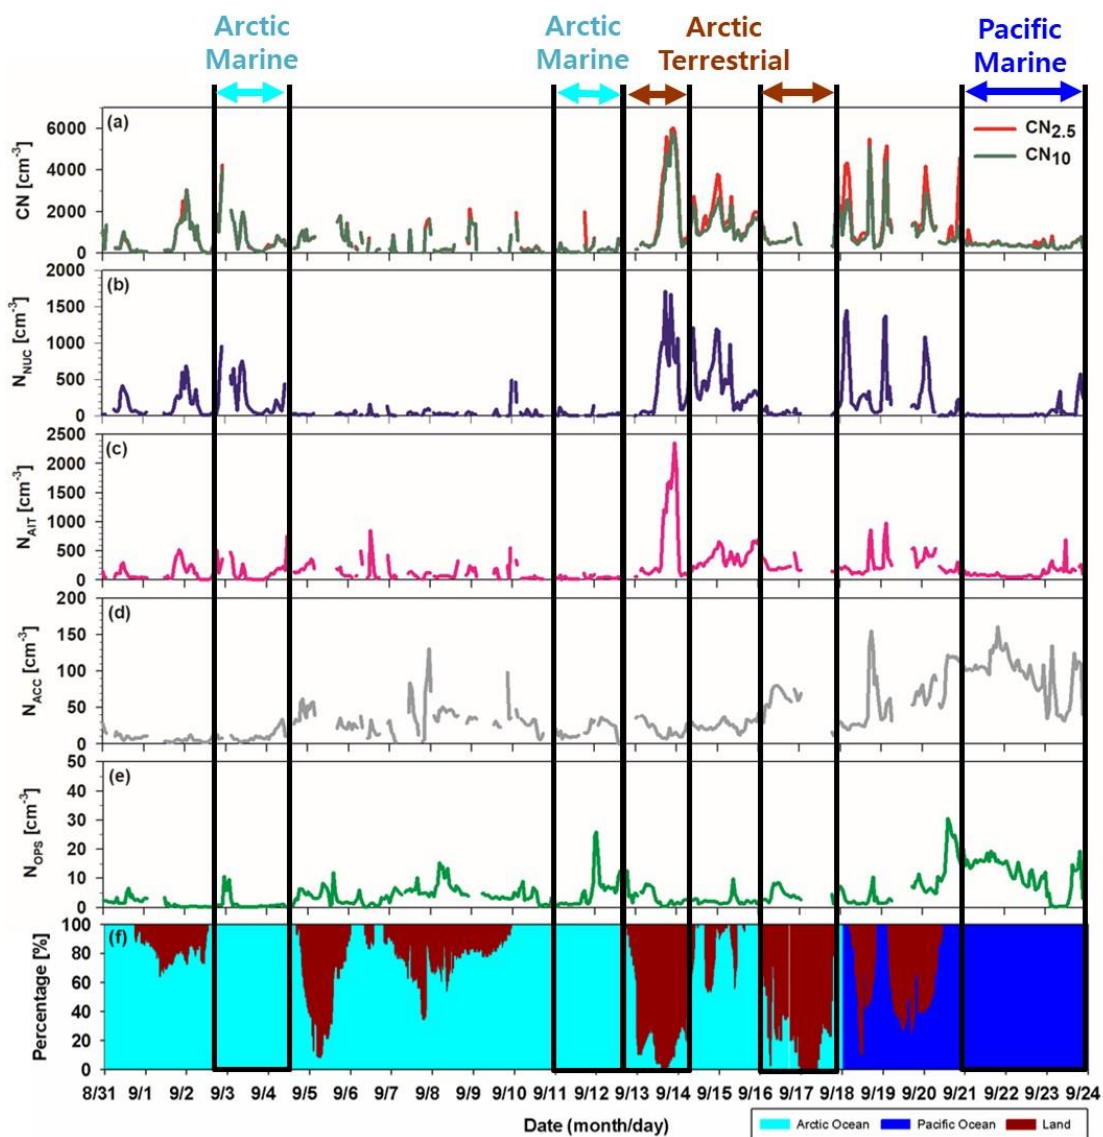 Arctic Marine
Arctic Marine
Arctic Terrestrial
Pacific Marine
(a)
CN2.5
CN10
CN [cm-3]
6000
4000
2000
0
(b)
NNUC [cm-3]
2000
1500
1000
500
0
(c)
NAIT [cm-3]
2500
2000
1500
1000
500
0
(d)
NACC [cm-3]
200
150
100
50
0
(e)
NOPS [cm-3]
50
40
30
20
10
0
(f)
Percentage [%]
100
80
60
40
20
0
8/31 9/1 9/2 9/3 9/4 9/5 9/6 9/7 9/8 9/9 9/10 9/11 9/12 9/13 9/14 9/15 9/16 9/17 9/18 9/19 9/20 9/21 9/22 9/23 9/24
Date (month/day)
Arctic Ocean Pacific Ocean Land